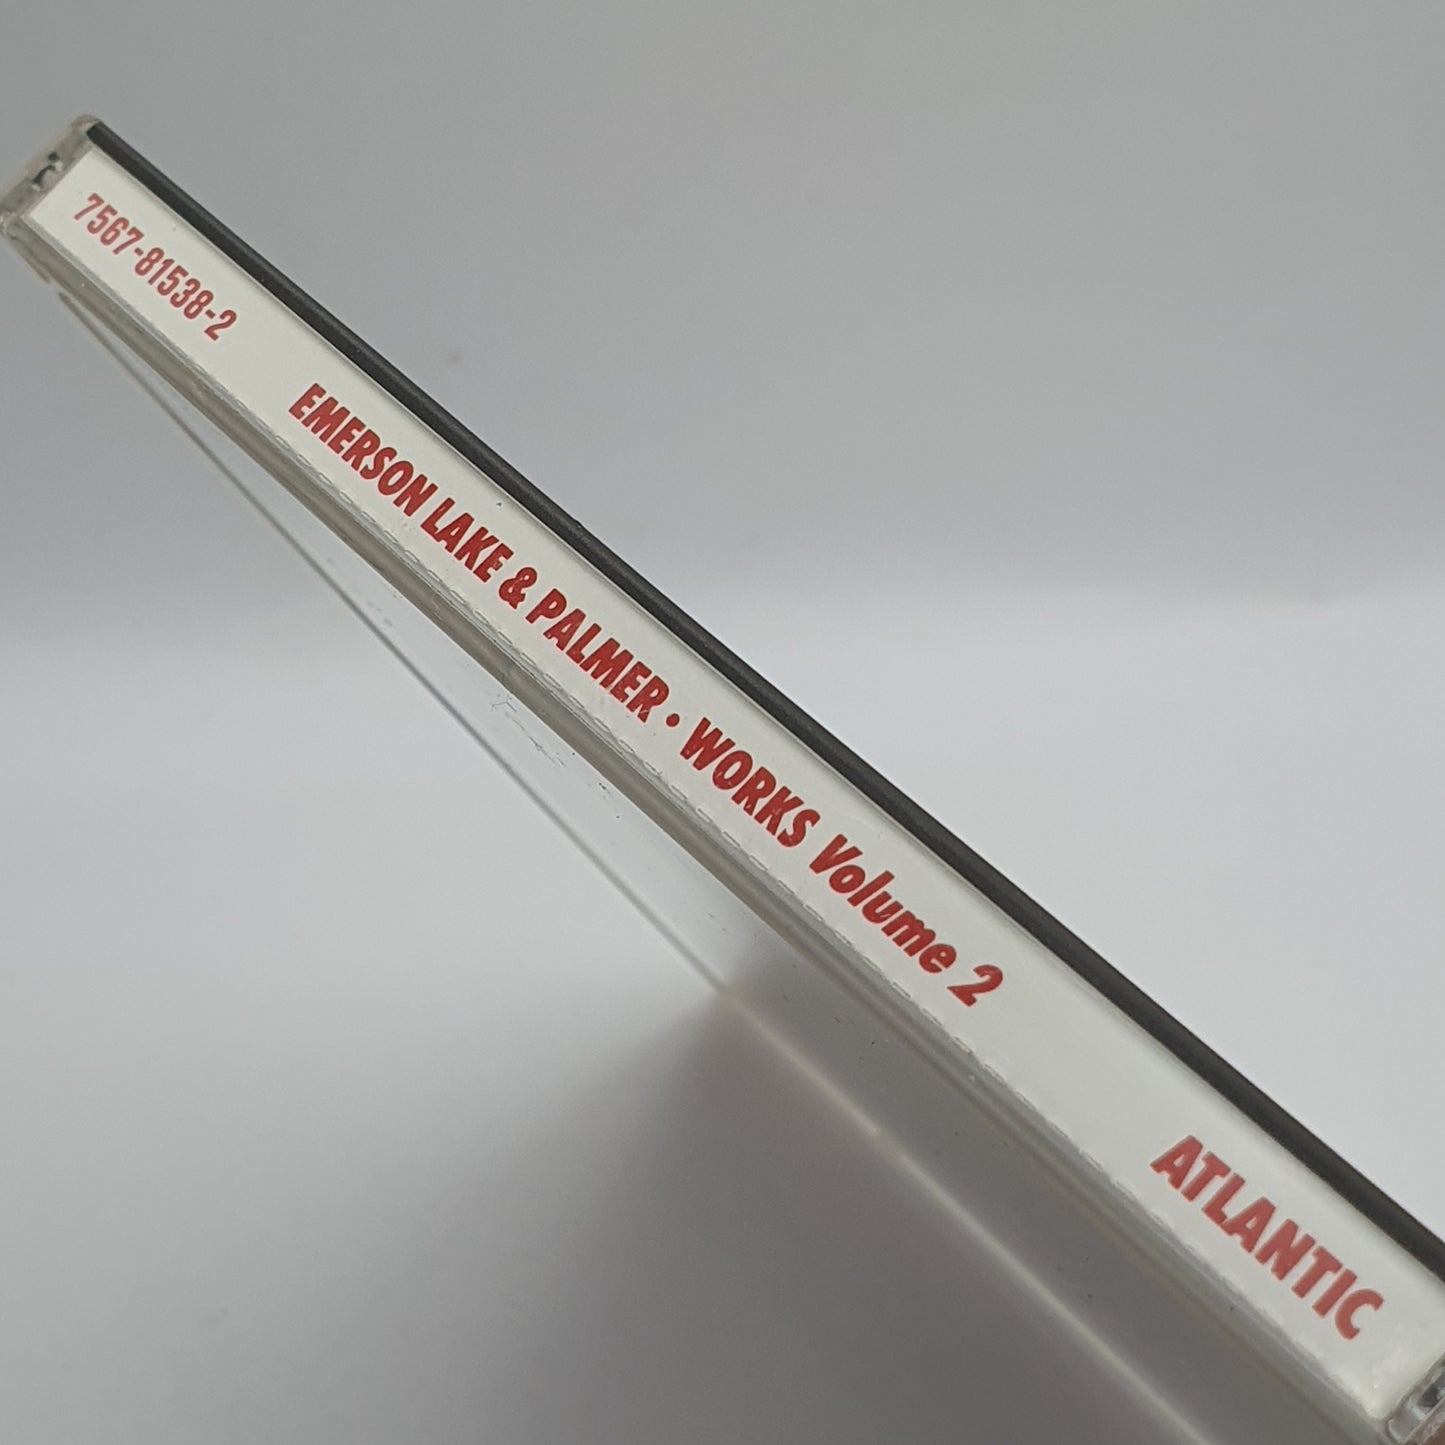 7567-81538-2 EMERSON LAKE & PALMER • WORKS Volume 2 ATLANTIC